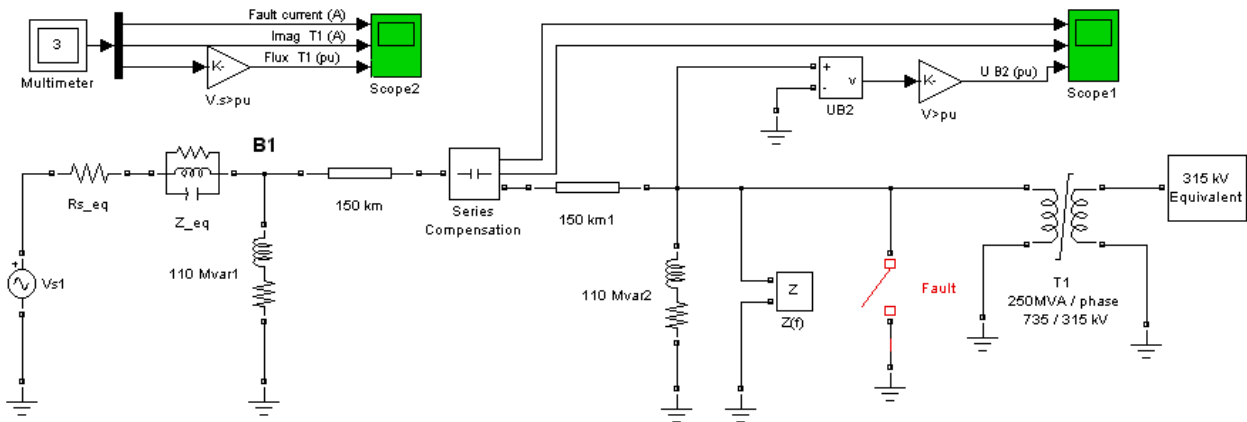 Fault current (A)
Imag T1 (A)
Flux T1 (pu)
3
Multimeter
K-
V.s>pu
Scope2
+
-
v
UB2
K-
V>pu
U B2 (pu)
Scope1
B1
Rs_eq
Z_eq
150 km
Series
Compensation
150 km1
315 kV
Equivalent
110 Mvar1
+
Vs1
110 Mvar2
Z
Z(f)
Fault
T1
250MVA / phase
735 / 315 kV